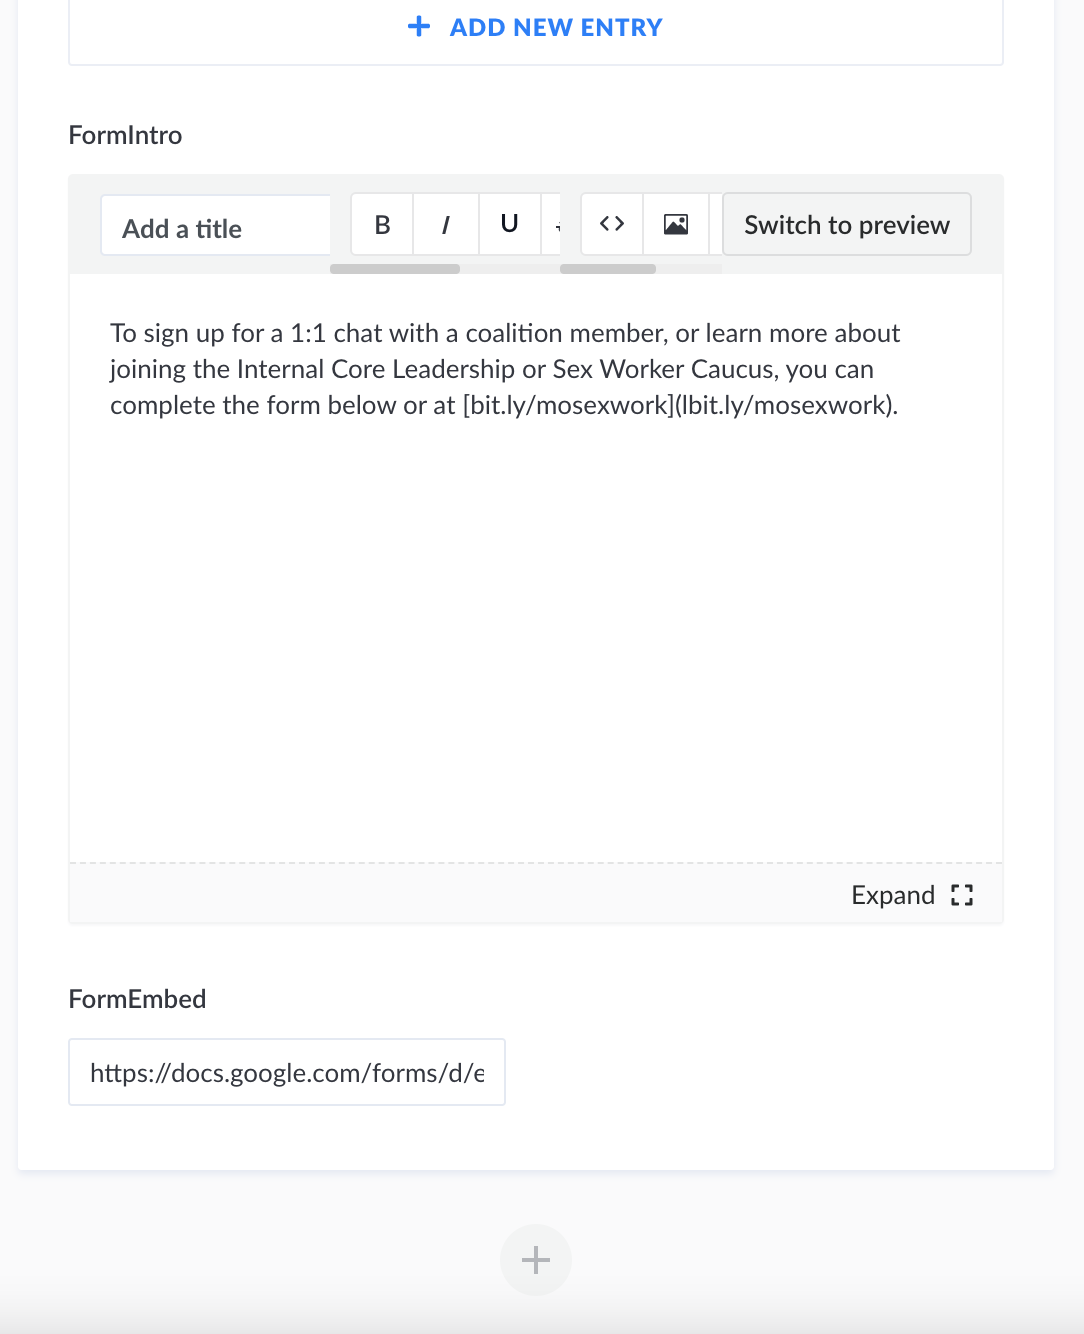 + ADD NEW ENTRY
FormIntro
Add a title
B I U
<>
Switch to preview
To sign up for a 1:1 chat with a coalition member, or learn more about
joining the Internal Core Leadership or Sex Worker Caucus, you can
complete the form below or at [bit.ly/mosexwork](lbit.ly/mosexwork).
Expand
FormEmbed
https://docs.google.com/forms/d/e